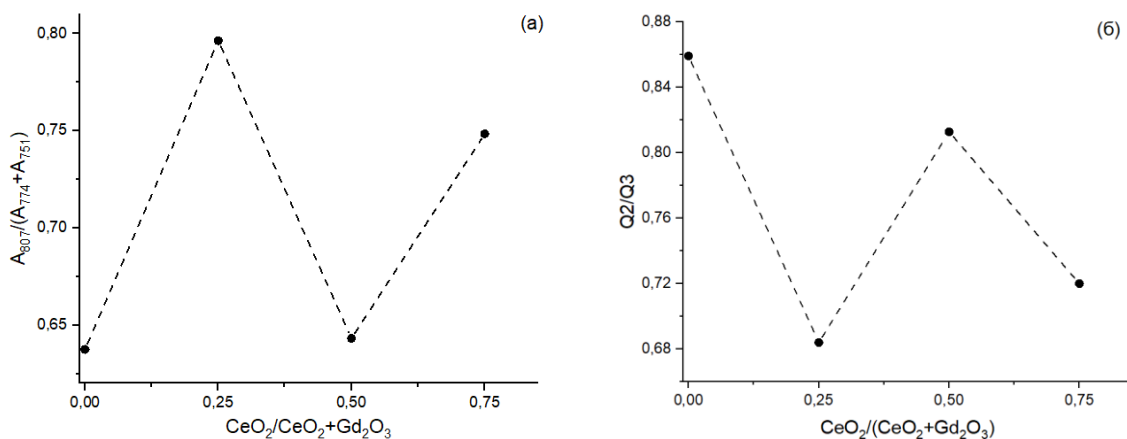 (а)
0,80
0,75
0,70
0,65
A₈₀₇/(A₇₇₄+A₇₅₁)
0,00 0,25 0,50 0,75
CeO₂/CeO₂+Gd₂O₃
(б)
0,88
0,84
0,80
0,76
0,72
0,68
Q2/Q3
0,00 0,25 0,50 0,75
CeO₂/(CeO₂+Gd₂O₃)